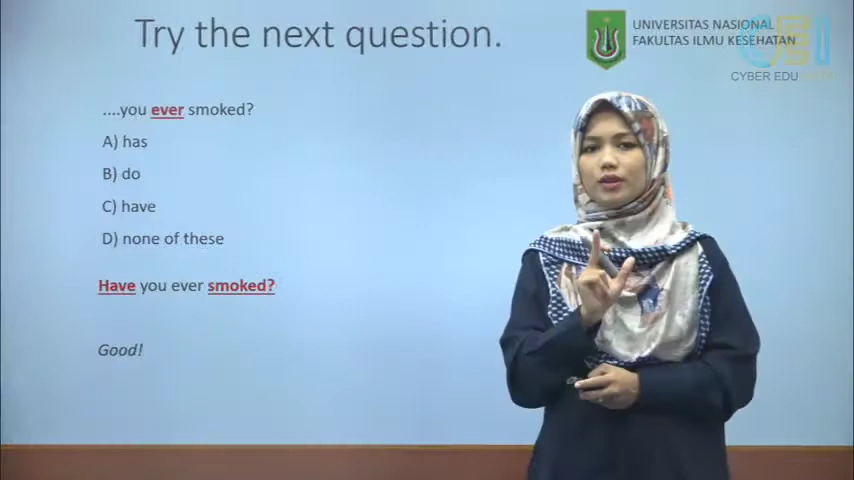 Try the next question.
UNIVERSITAS NASIONAL
FAKULTAS ILMU KESEHATAN
CYBER EDU
....you ever smoked?
A) has
B) do
C) have
D) none of these
Have you ever smoked?
Good!